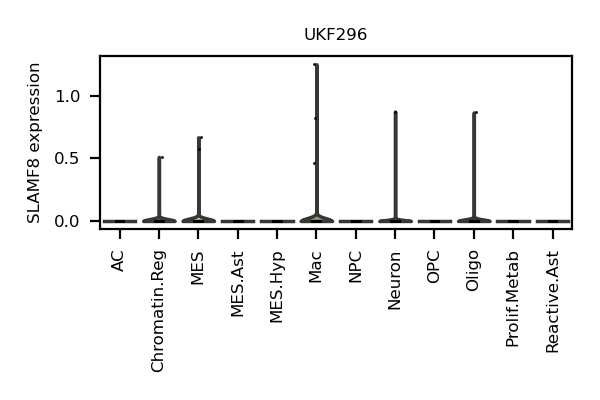 UKF296
SLAMF8 expression
1.0
0.5
0.0
AC
Chromatin.Reg
MES
MES.Ast
MES.Hyp
Mac
NPC
Neuron
OPC
Oligo
Prolif.Metab
Reactive.Ast